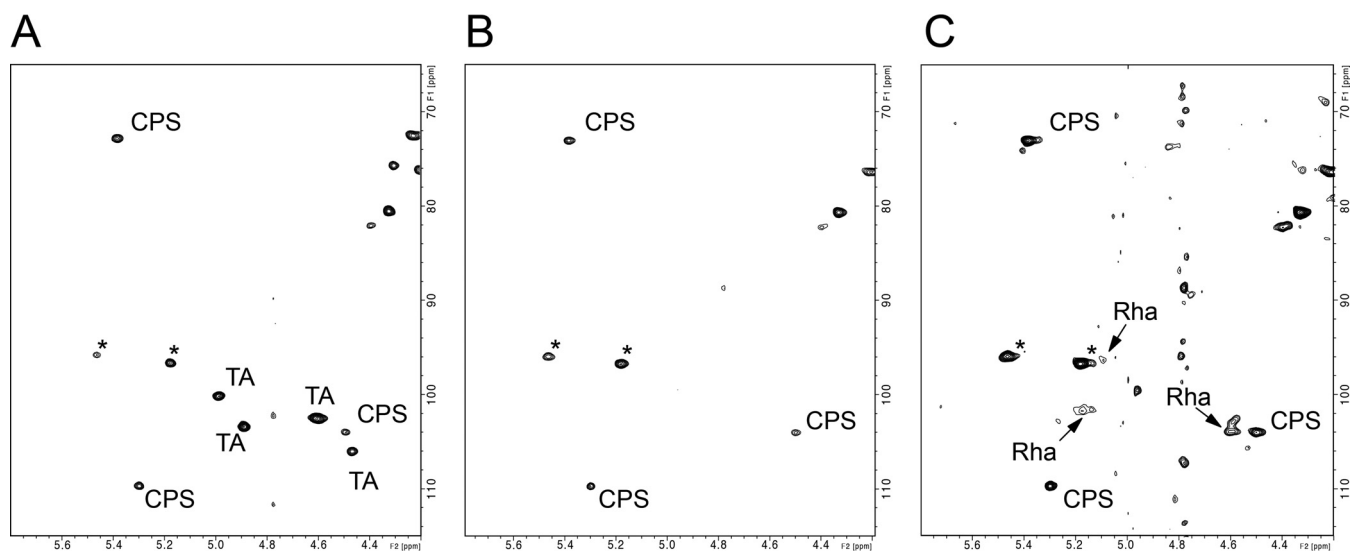 A
B
C
CPS
*
*
TA
TA
TA
CPS
TA
CPS
70
80
90
100
110
F1 [ppm]
5.6
5.4
5.2
5.0
4.8
4.6
4.4
F2 [ppm]
CPS
*
*
CPS
CPS
70
80
90
100
110
F1 [ppm]
5.6
5.4
5.2
5.0
4.8
4.6
4.4
F2 [ppm]
CPS
Rha
*
*
Rha
CPS
Rha
CPS
70
80
90
100
110
F1 [ppm]
5.6
5.4
5.2
5.0
4.8
4.6
4.4
F2 [ppm]